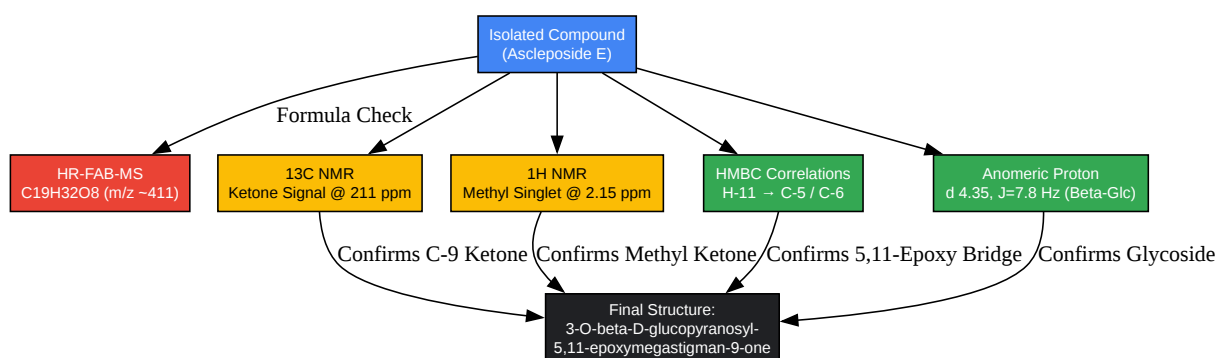 Isolated Compound
(Ascleposide E)
Formula Check
HR-FAB-MS
C19H32O8 (m/z ~411)
13C NMR
Ketone Signal @ 211 ppm
1H NMR
Methyl Singlet @ 2.15 ppm
HMBC Correlations
H-11 → C-5 / C-6
Anomeric Proton
d 4.35, J=7.8 Hz (Beta-Glc)
Confirms C-9 Ketone
Confirms Methyl Ketone
Confirms 5,11-Epoxy Bridge
Confirms Glycoside
Final Structure:
3-O-beta-D-glucopyranosyl-
5,11-epoxymegastigman-9-one